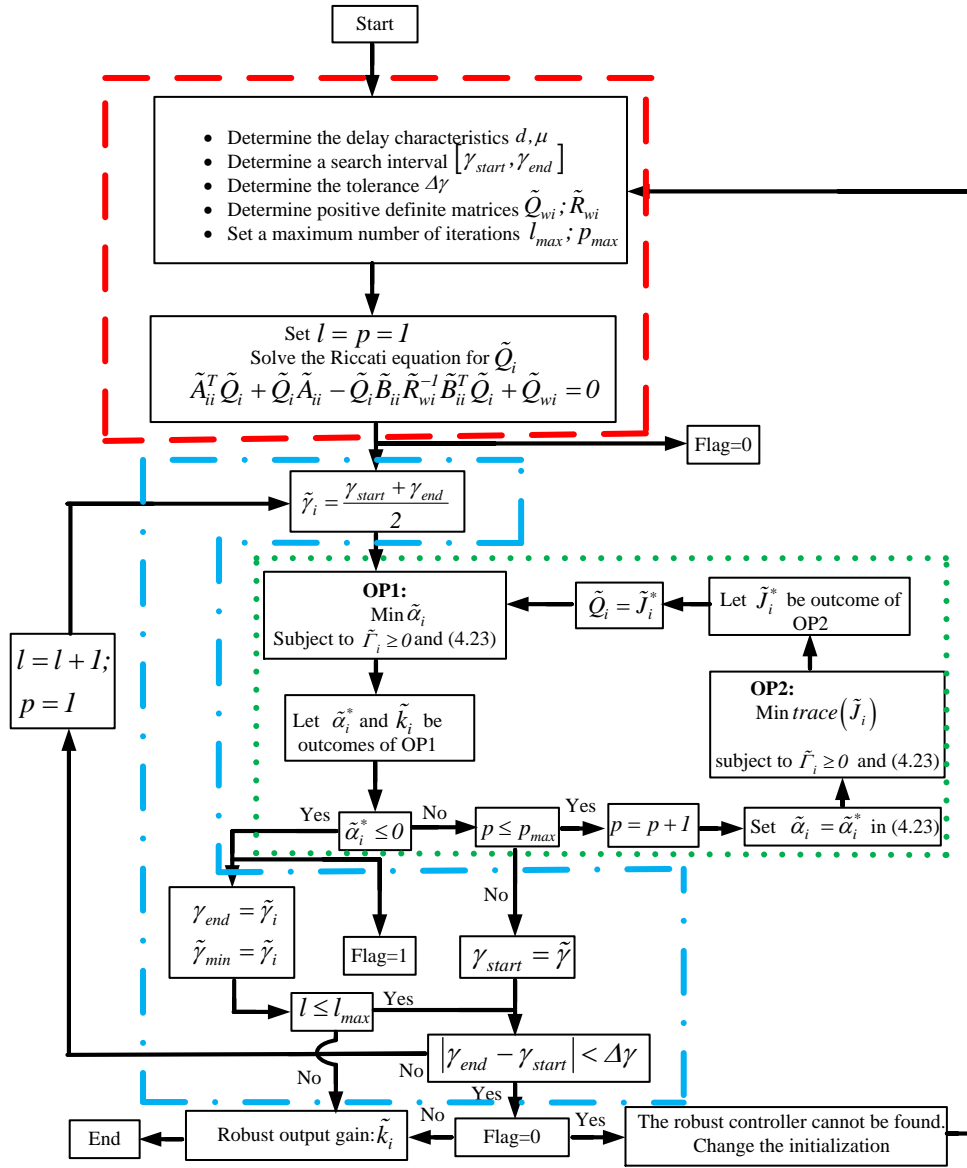 Start
• Determine the delay characteristics d, μ
• Determine a search interval [γ_start, γ_end]
• Determine the tolerance Δγ
• Determine positive definite matrices Q̃_wi ; R̃_wi
• Set a maximum number of iterations l_max ; p_max
Set l = p = 1
Solve the Riccati equation for Q̃_i
Ã_ii^T Q̃_i + Q̃_i Ã_ii − Q̃_i B̃_ii R̃_wi^-1 B̃_ii^T Q̃_i + Q̃_wi = 0
Flag=0
γ̃_i = (γ_start + γ_end) / 2
OP1:
Min α̃_i
Subject to Γ̃_i ≥ 0 and (4.23)
Q̃_i = J̃_i^*
Let J̃_i^* be outcome of
OP2
l = l + 1;
p = 1
Let α̃_i^* and k̃_i be
outcomes of OP1
OP2:
Min trace(J̃_i)
subject to Γ̃_i ≥ 0 and (4.23)
Yes
α̃_i^* ≤ 0
No
p ≤ p_max
Yes
p = p + 1
Set α̃_i = α̃_i^* in (4.23)
No
γ_end = γ̃_i
γ̃_min = γ̃_i
Flag=1
γ_start = γ̃
l ≤ l_max
Yes
|γ_end − γ_start| < Δγ
No
No
Yes
End
Robust output gain: k̃_i
No
Flag=0
Yes
The robust controller cannot be found.
Change the initialization